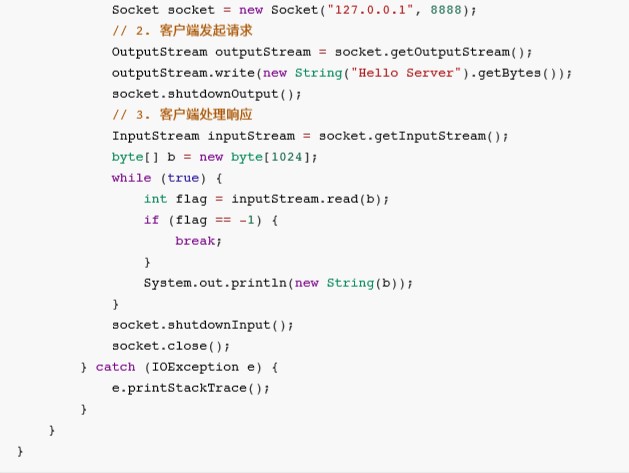 Socket socket = new Socket("127.0.0.1", 8888);
// 2. 客户端发起请求
OutputStream outputStream = socket.getOutputStream();
outputStream.write(new String("Hello Server").getBytes());
socket.shutdownOutput();
// 3. 客户端处理响应
InputStream inputStream = socket.getInputStream();
byte[] b = new byte[1024];
while (true) {
int flag = inputStream.read(b);
if (flag == -1) {
break;
}
System.out.println(new String(b));
}
socket.shutdownInput();
socket.close();
} catch (IOException e) {
e.printStackTrace();
}
}
}